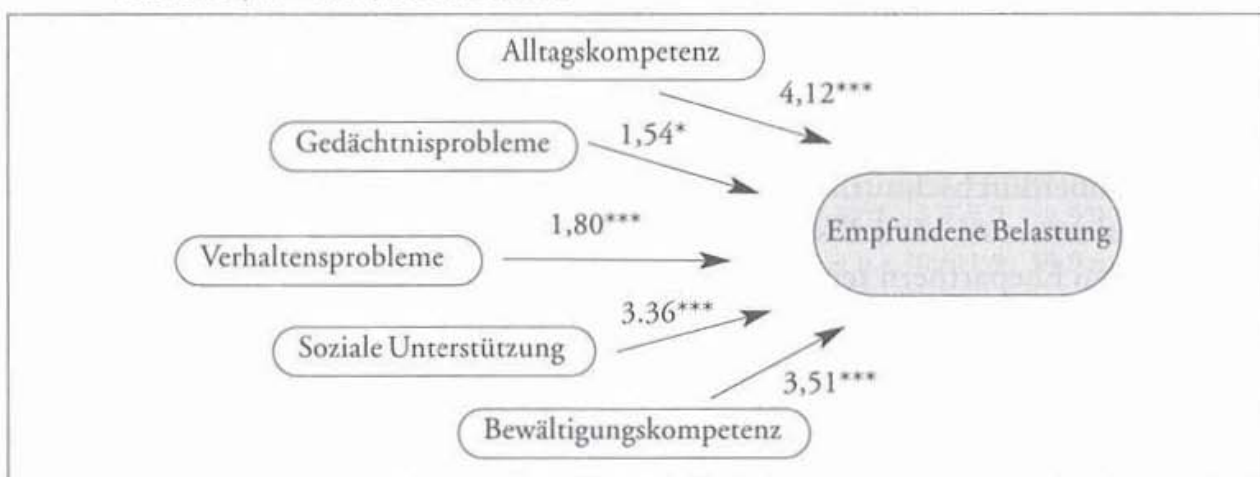 Alltagskompetenz
4,12***
Gedächtnisprobleme
1,54*
Verhaltensprobleme
1,80***
Empfundene Belastung
Soziale Unterstützung
3.36***
Bewältigungskompetenz
3,51***